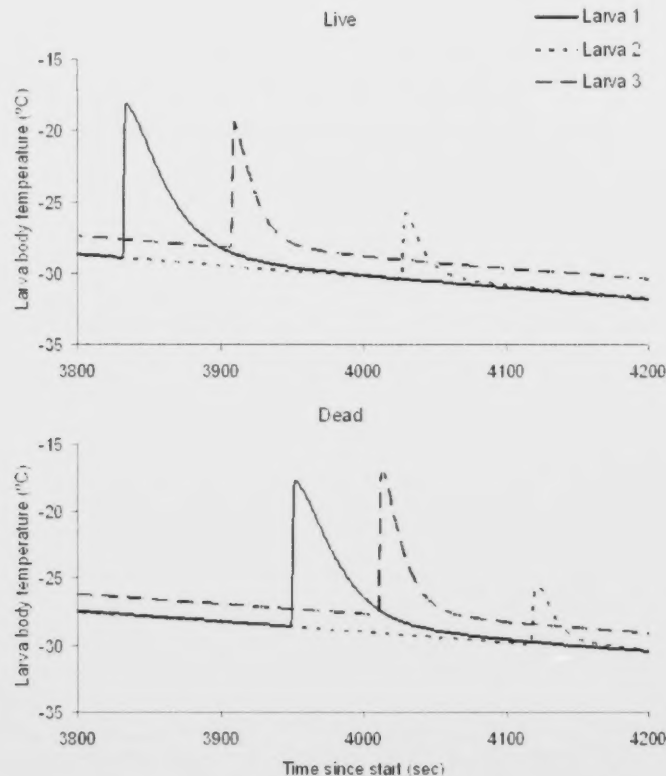 Live
Larva 1
Larva 2
Larva 3
Larva body temperature (°C)
-15
-20
-25
-30
-35
3800
3900
4000
4100
4200
Dead
Larva body temperature (°C)
-15
-20
-25
-30
-35
3800
3900
4000
4100
4200
Time since start (sec)